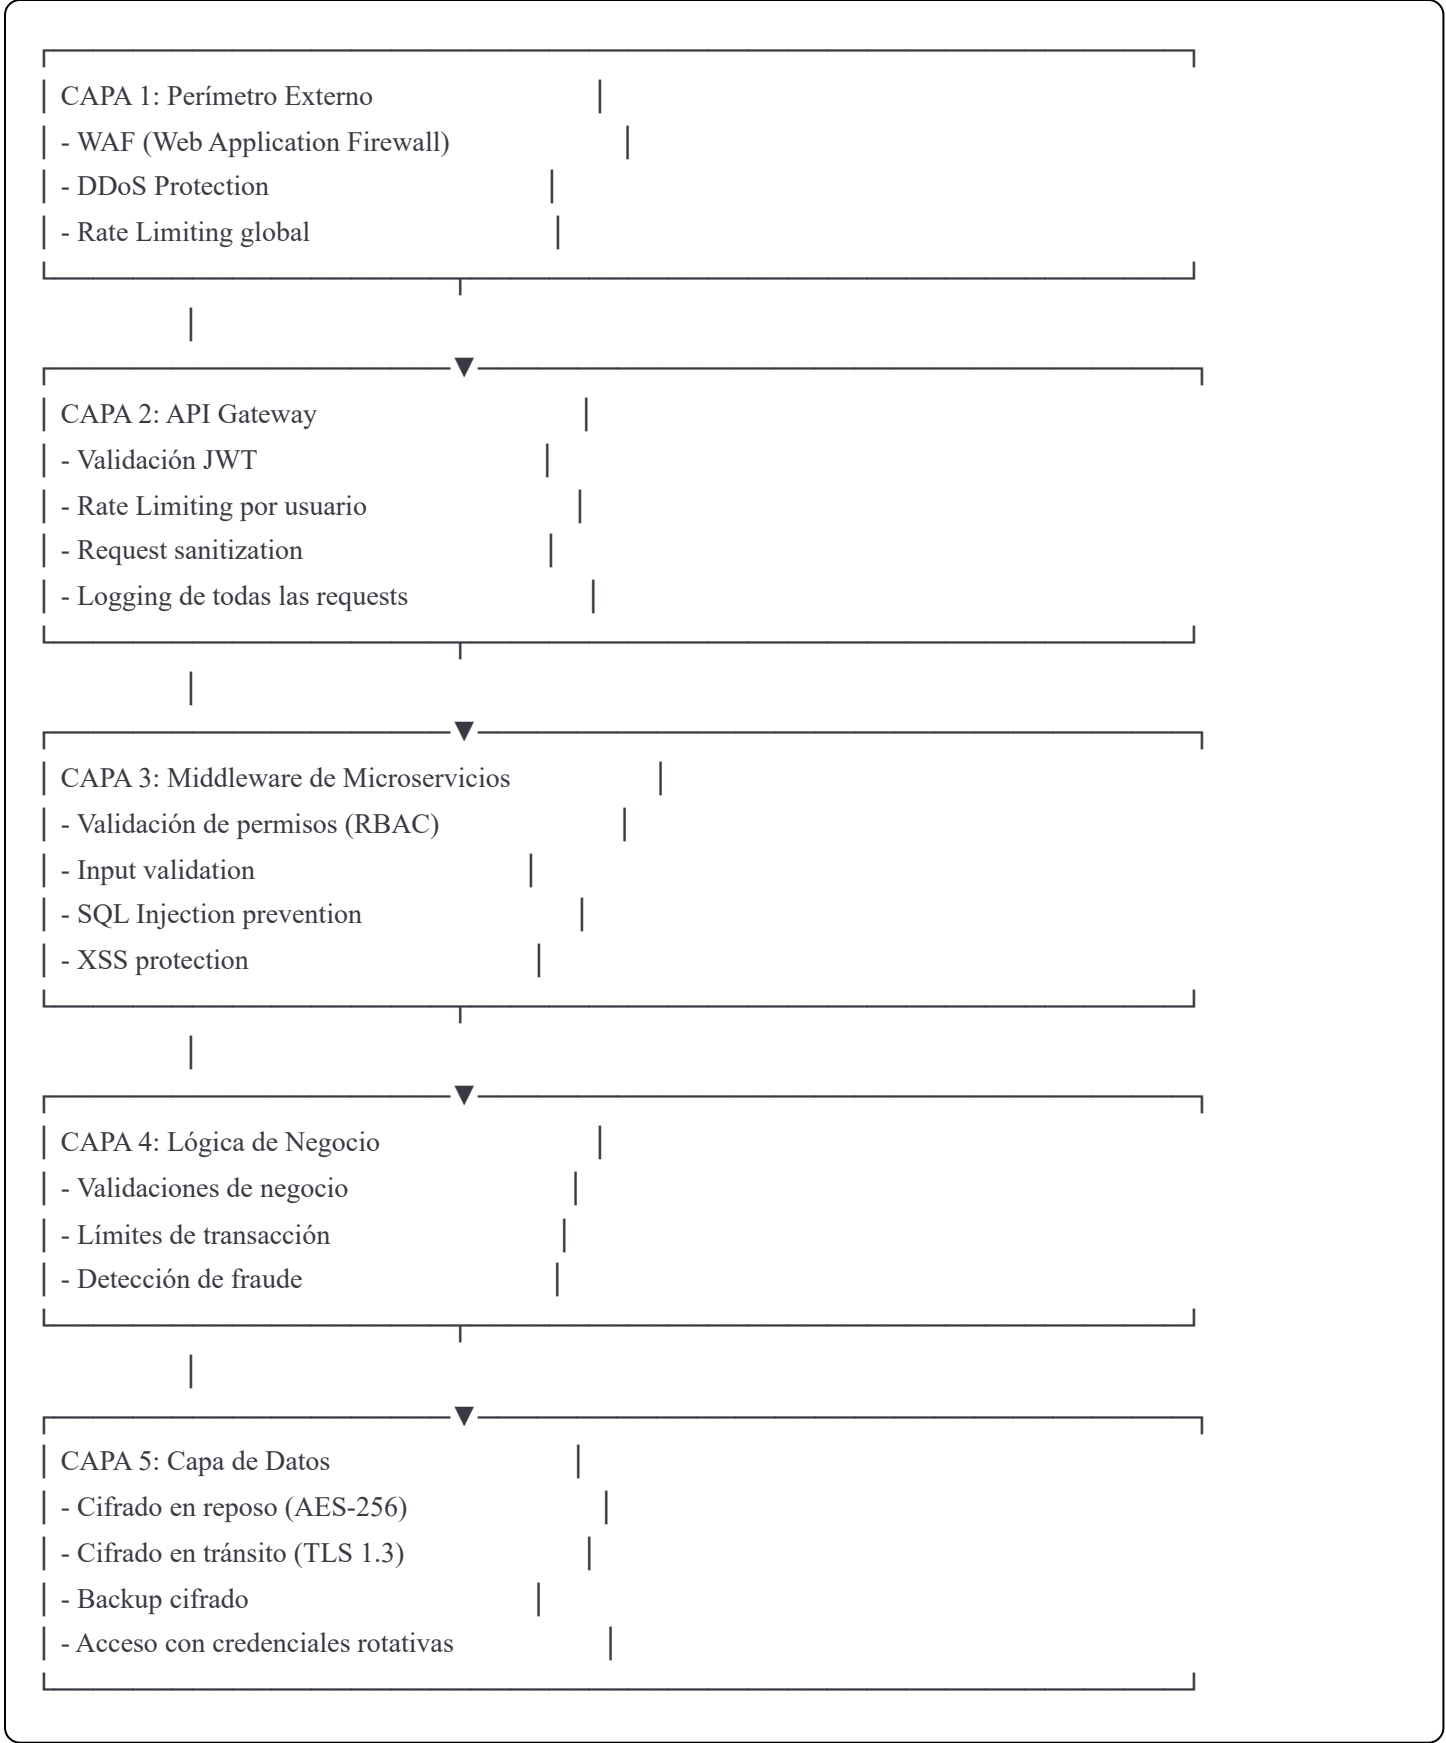 CAPA 1: Perímetro Externo
- WAF (Web Application Firewall)
- DDoS Protection
- Rate Limiting global
CAPA 2: API Gateway
- Validación JWT
- Rate Limiting por usuario
- Request sanitization
- Logging de todas las requests
CAPA 3: Middleware de Microservicios
- Validación de permisos (RBAC)
- Input validation
- SQL Injection prevention
- XSS protection
CAPA 4: Lógica de Negocio
- Validaciones de negocio
- Límites de transacción
- Detección de fraude
CAPA 5: Capa de Datos
- Cifrado en reposo (AES-256)
- Cifrado en tránsito (TLS 1.3)
- Backup cifrado
- Acceso con credenciales rotativas